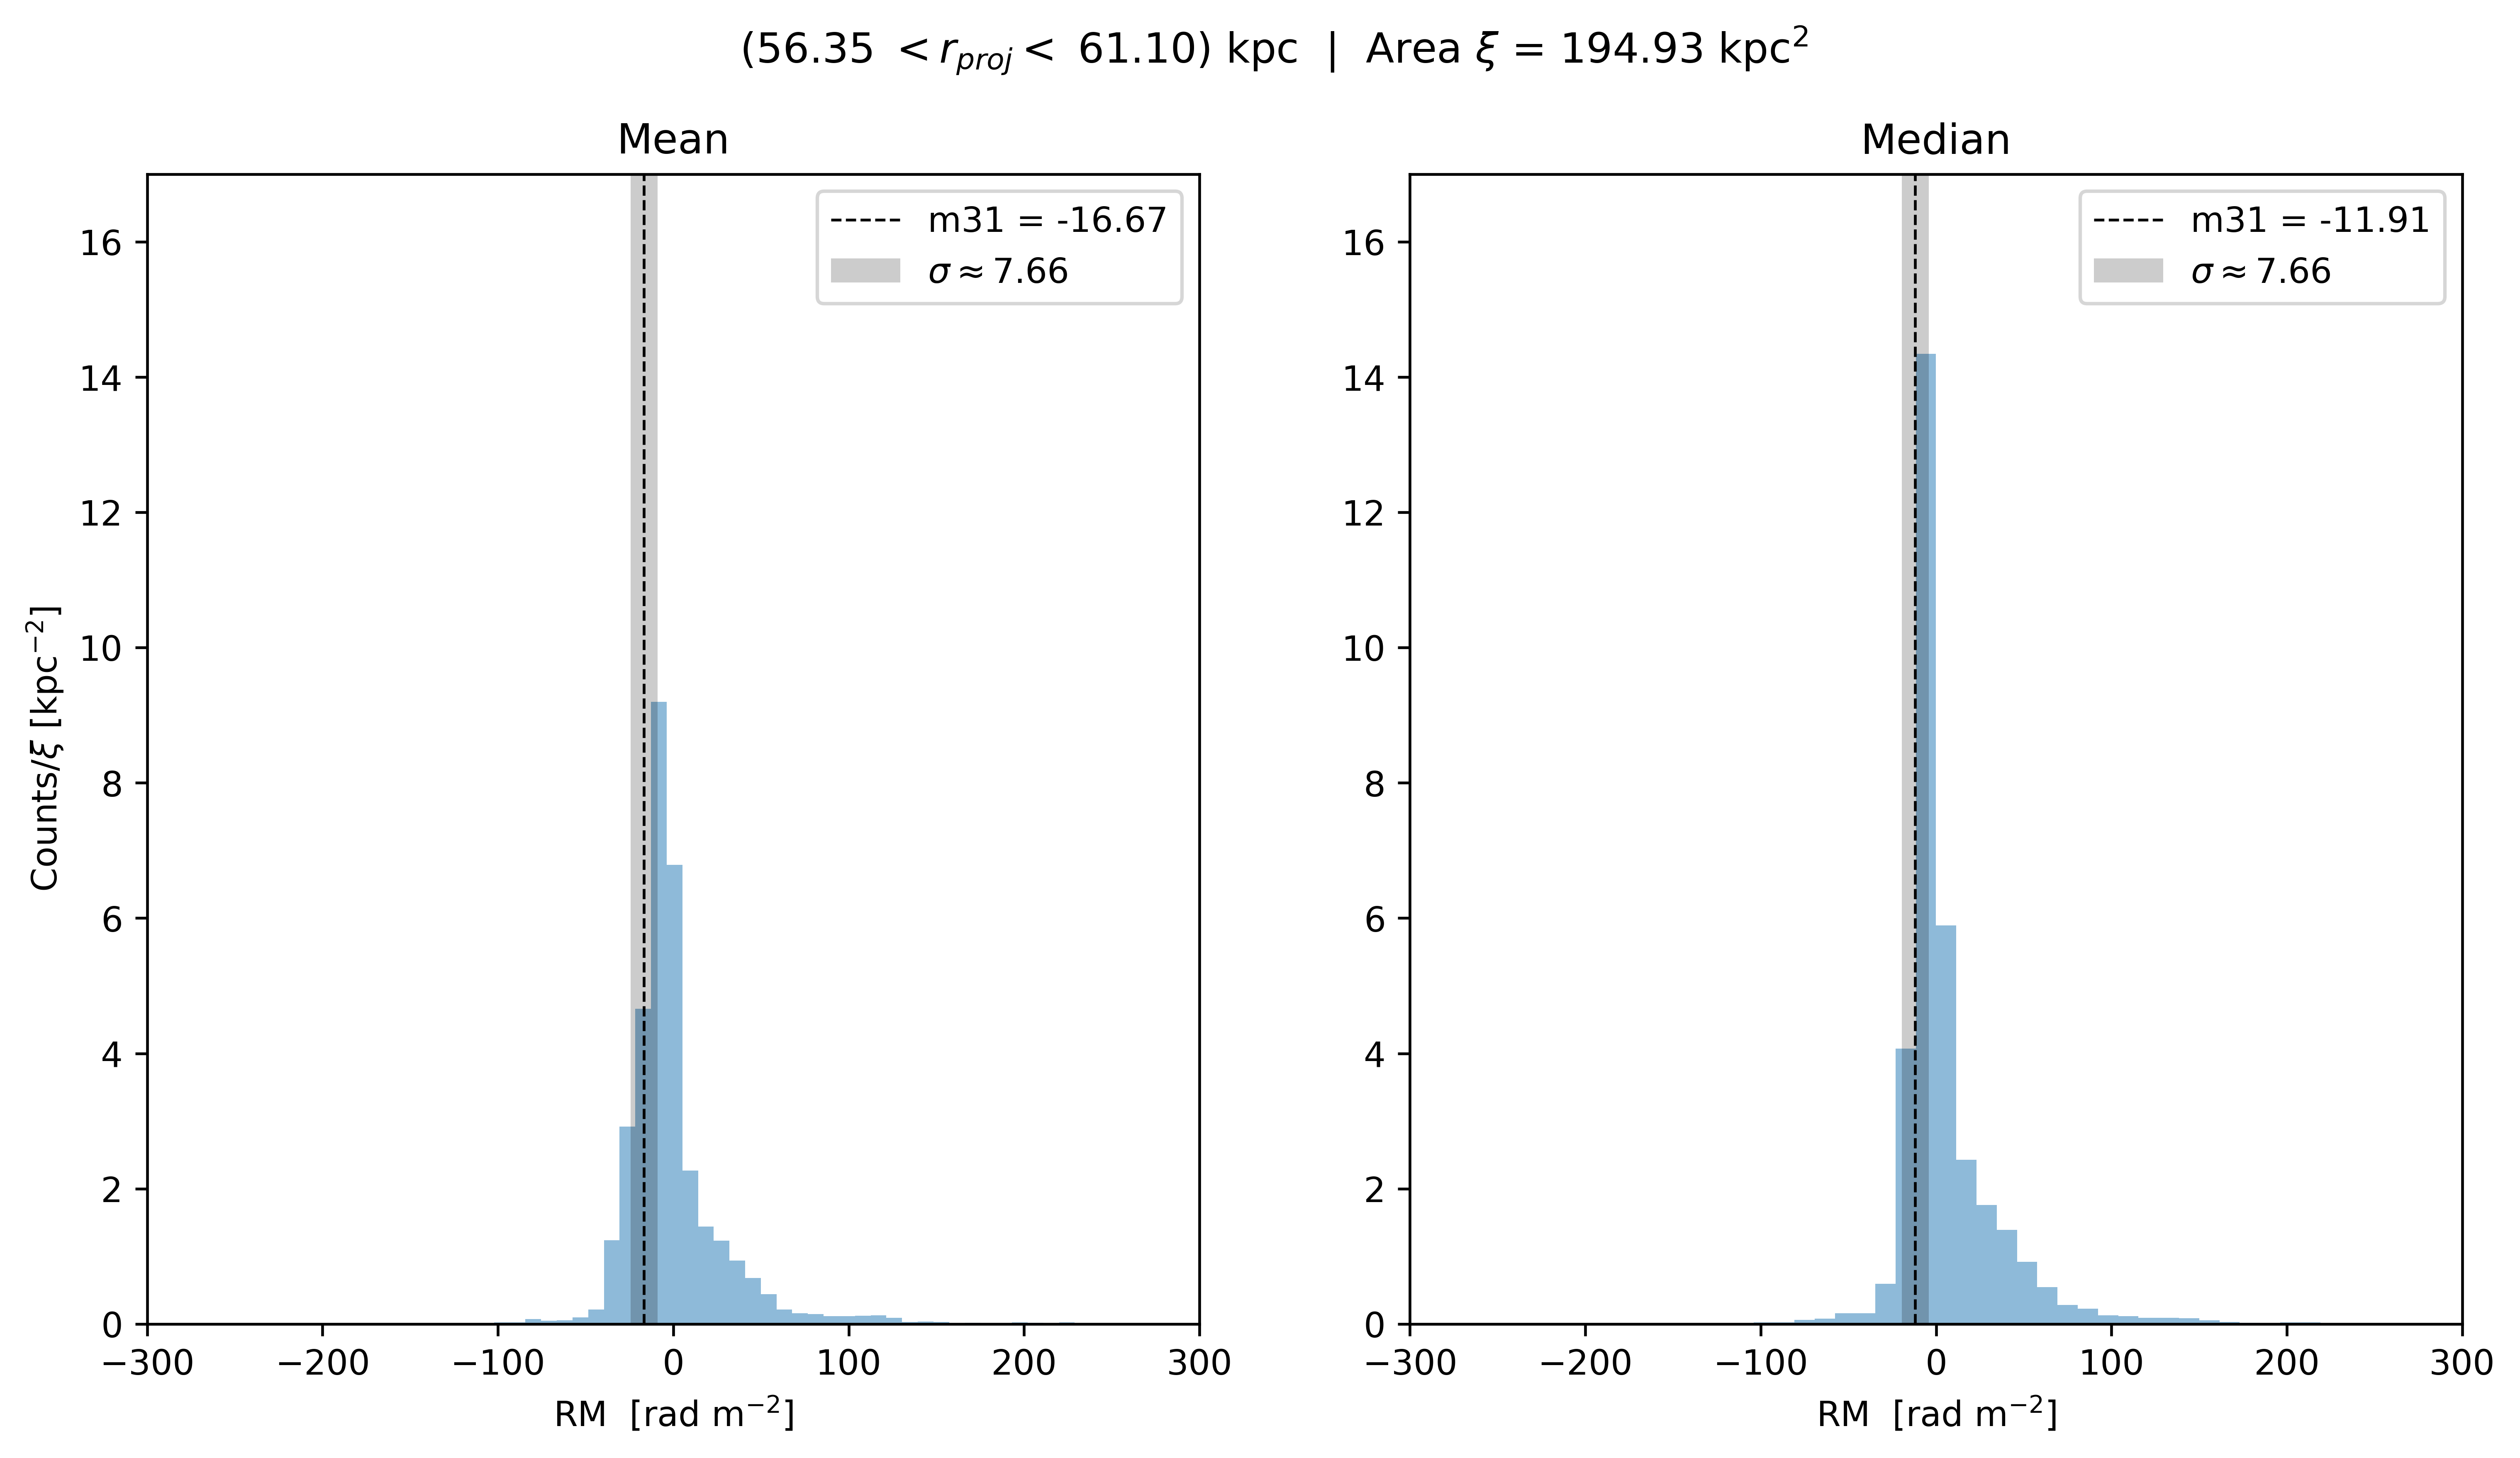 (56.35 < r_proj < 61.10) kpc | Area ξ = 194.93 kpc²
Mean
m31 = -16.67
σ ≈ 7.66
16
14
12
10
8
6
4
2
0
Counts/ξ [kpc⁻²]
−300 −200 −100 0 100 200 300
RM [rad m⁻²]
Median
m31 = -11.91
σ ≈ 7.66
16
14
12
10
8
6
4
2
0
−300 −200 −100 0 100 200 300
RM [rad m⁻²]